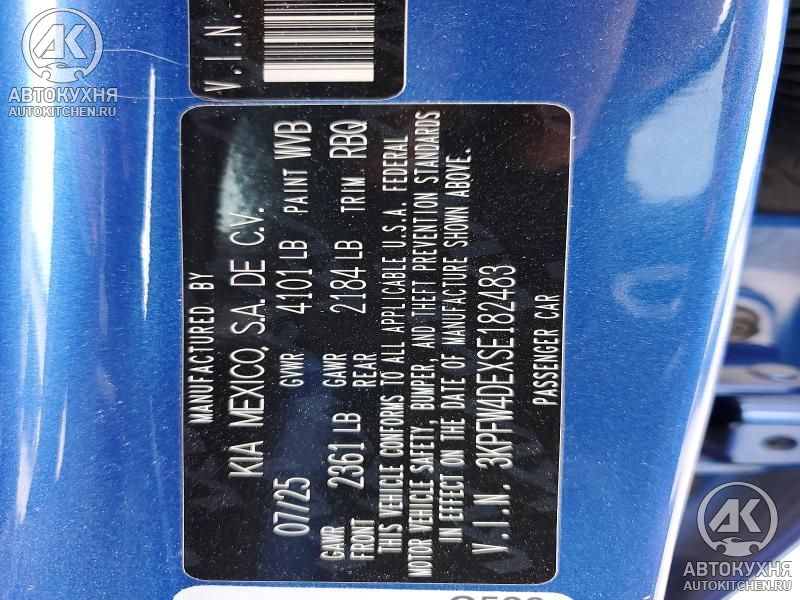 V.I.N.
MANUFACTURED BY
KIA MEXICO, S.A. DE C.V.
07/25 GVWR 4101 LB PAINT WVB
GAWR FRONT 2361 LB GAWR REAR 2184 LB TRIM RBQ
THIS VEHICLE CONFORMS TO ALL APPLICABLE U.S.A. FEDERAL
MOTOR VEHICLE SAFETY, BUMPER, AND THEFT PREVENTION STANDARDS
IN EFFECT ON THE DATE OF MANUFACTURE SHOWN ABOVE.
V.I.N. 3KPFW4DEXSE182483
PASSENGER CAR
АК
АВТОКУХНЯ
AUTOKITCHEN.RU
АК
АВТОКУХНЯ
AUTOKITCHEN.RU